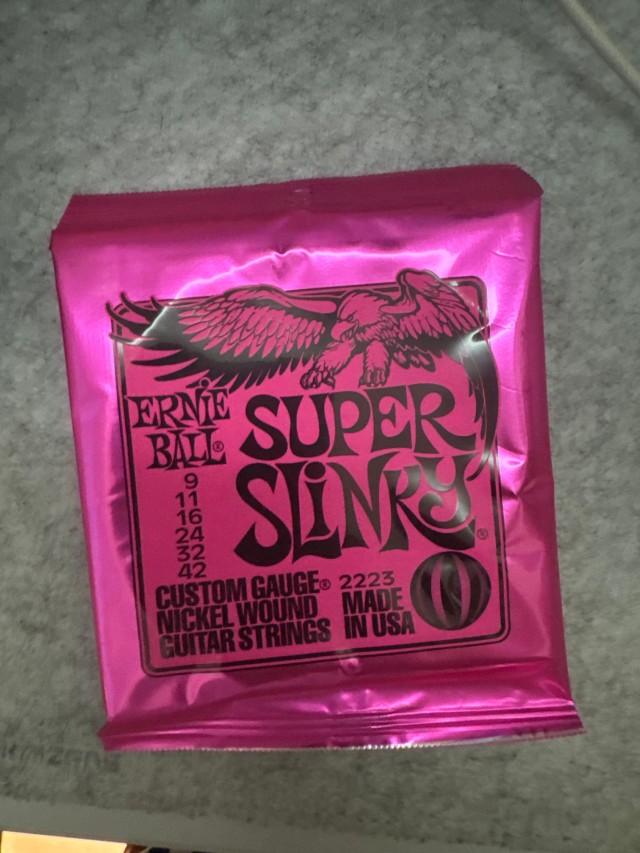 ERNiE
BALL®
SUPER
SLiNKY®
9
11
16
24
32
42
CUSTOM GAUGE®
NICKEL WOUND
GUITAR STRINGS
2223
MADE
IN USA